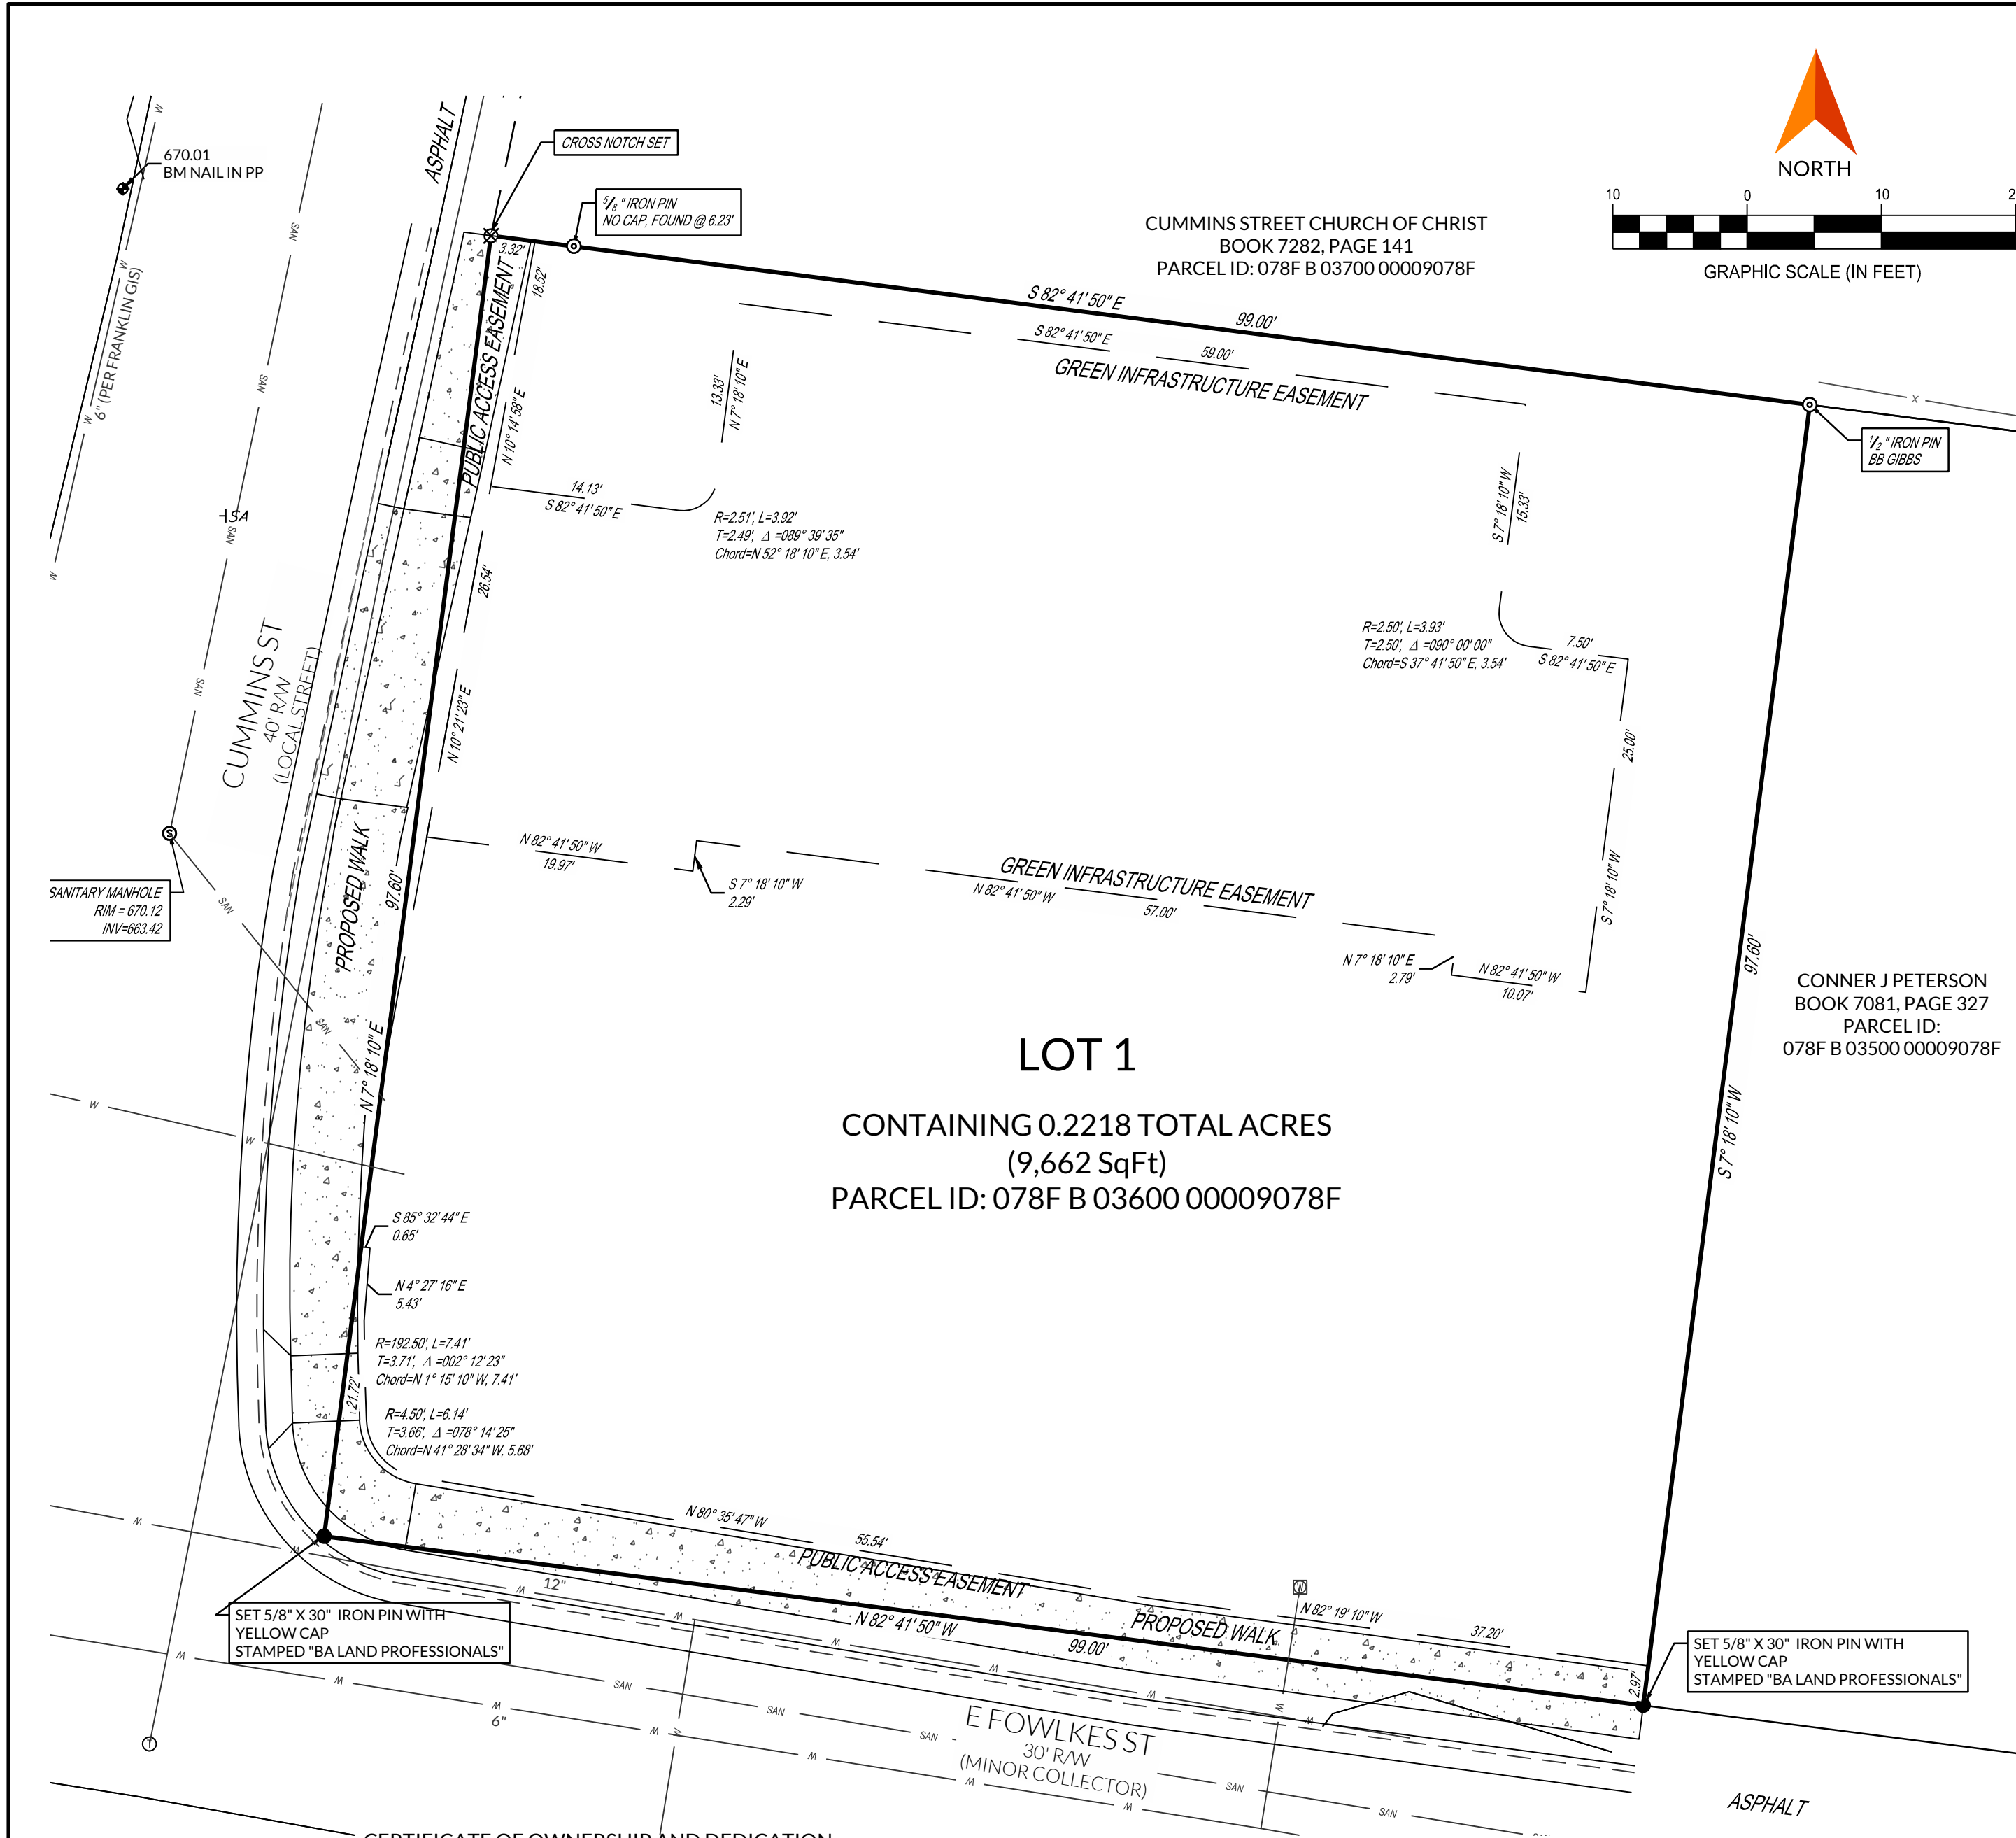 670.01
BM NAIL IN PP
ASPHALT
CROSS NOTCH SET
5/8 " IRON PIN
NO CAP, FOUND @ 6.23'
CUMMINS STREET CHURCH OF CHRIST
BOOK 7282, PAGE 141
PARCEL ID: 078F B 03700 00009078F
NORTH
10 0 10
GRAPHIC SCALE (IN FEET)
W
W
6" (PER FRANKLIN GIS)
W
W
SAN
SAN
SAN
SAN
SA
3.32'
18.52'
PUBLIC ACCESS EASEMENT
N 10° 14' 58" E
S 82° 41' 50" E
99.00'
S 82° 41' 50" E
59.00'
GREEN INFRASTRUCTURE EASEMENT
13.33'
N 7° 18' 10" E
14.13'
S 82° 41' 50" E
R=2.51', L=3.92'
T=2.49', Δ =089° 39' 35"
Chord=N 52° 18' 10" E, 3.54'
X
1/2 " IRON PIN
BB GIBBS
S 7° 18' 10" W
15.33'
R=2.50', L=3.93'
T=2.50', Δ =090° 00' 00"
Chord=S 37° 41' 50" E, 3.54'
7.50'
S 82° 41' 50" E
25.00'
S 7° 18' 10" W
26.54'
N 10° 21' 23" E
CUMMINS ST
40' R/W
(LOCAL STREET)
S
SANITARY MANHOLE
RIM = 670.12
INV=663.42
SAN
SAN
PROPOSED WALK
97.60'
N 7° 18' 10" E
N 82° 41' 50" W
19.97'
S 7° 18' 10" W
2.29'
GREEN INFRASTRUCTURE EASEMENT
N 82° 41' 50" W
57.00'
N 7° 18' 10" E
2.79'
N 82° 41' 50" W
10.07'
97.60'
S 7° 18' 10" W
CONNER J PETERSON
BOOK 7081, PAGE 327
PARCEL ID:
078F B 03500 00009078F
LOT 1
CONTAINING 0.2218 TOTAL ACRES
(9,662 SqFt)
PARCEL ID: 078F B 03600 00009078F
W
W
S 85° 32' 44" E
0.65'
N 4° 27' 16" E
5.43'
R=192.50', L=7.41'
T=3.71', Δ =002° 12' 23"
Chord=N 1° 15' 10" W, 7.41'
21.72'
R=4.50', L=6.14'
T=3.66', Δ =078° 14' 25"
Chord=N 41° 28' 34" W, 5.68'
N 80° 35' 47" W
55.54'
PUBLIC ACCESS EASEMENT
PROPOSED WALK
N 82° 19' 10" W
37.20'
2.97'
N 82° 41' 50" W
99.00'
W
W
W
12"
W
W
W
W
W
W
SET 5/8" X 30" IRON PIN WITH
YELLOW CAP
STAMPED "BA LAND PROFESSIONALS"
SET 5/8" X 30" IRON PIN WITH
YELLOW CAP
STAMPED "BA LAND PROFESSIONALS"
W
W
W
6"
W
W
W
W
W
SAN
SAN
SAN
SAN
SAN
E FOWLKES ST
30' R/W
(MINOR COLLECTOR)
ASPHALT
CERTIFICATE OF OWNERSHIP AND DEDICATION